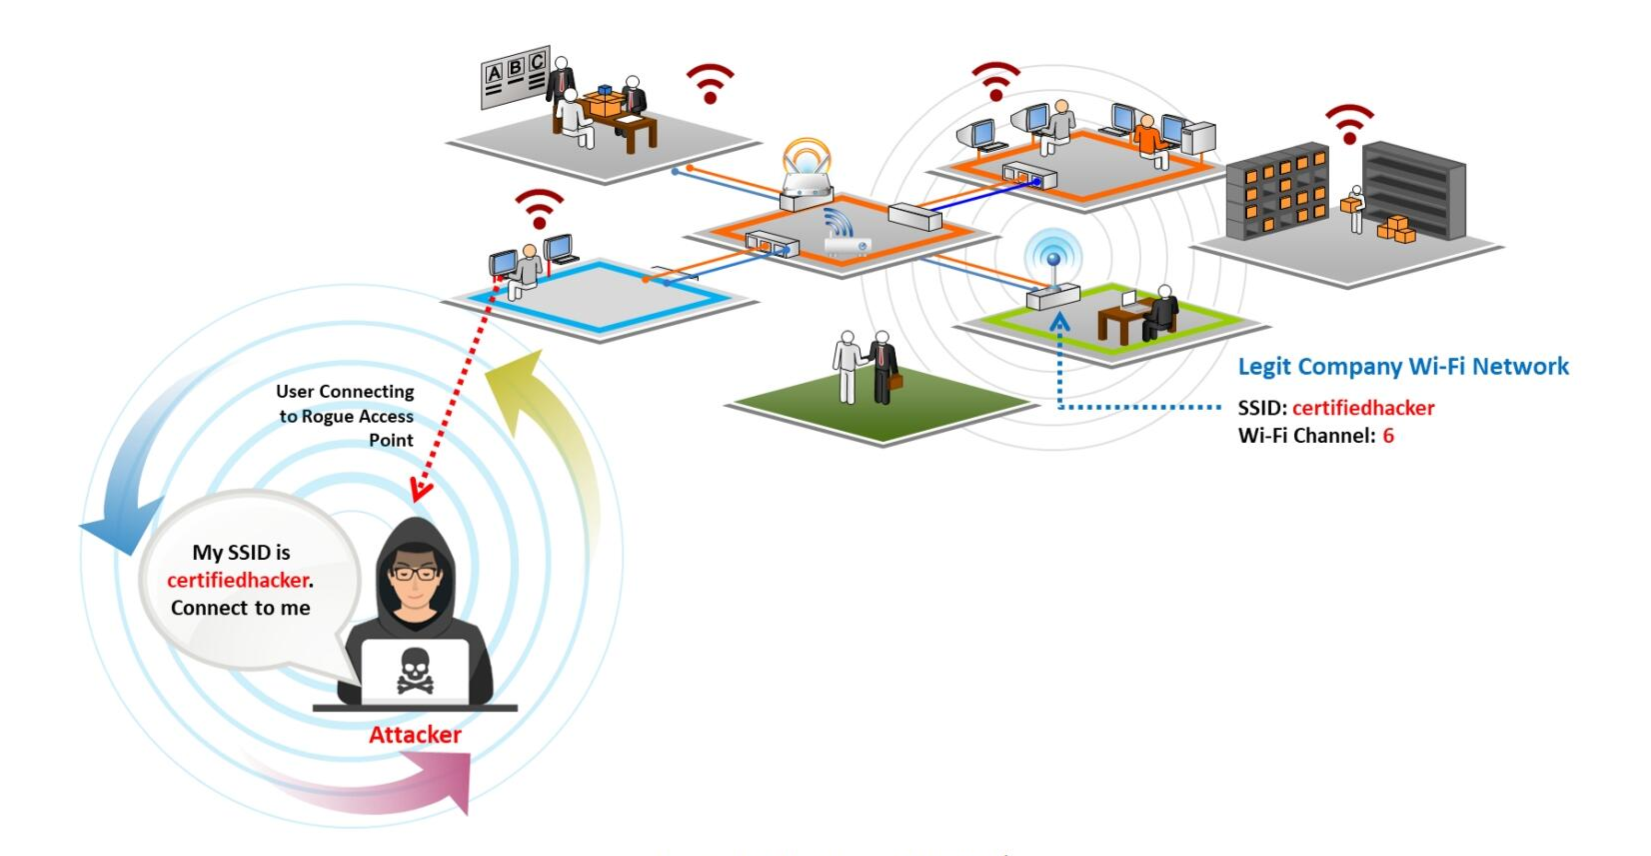 A B C
Legit Company Wi-Fi Network
SSID: certifiedhacker
Wi-Fi Channel: 6
User Connecting
to Rogue Access
Point
My SSID is
certifiedhacker.
Connect to me
Attacker